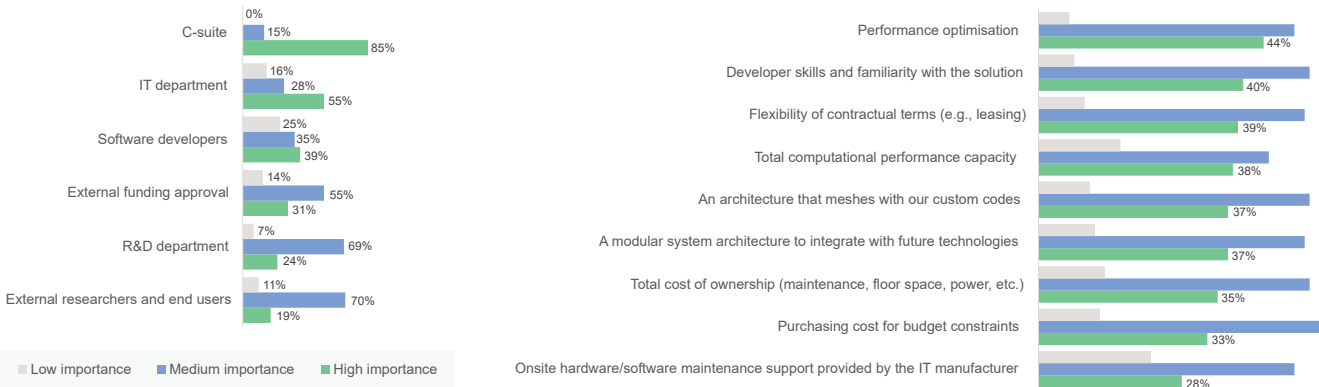 C-suite
0%
15%
85%
IT department
16%
28%
55%
Software developers
25%
35%
39%
External funding approval
14%
55%
31%
R&D department
7%
69%
24%
External researchers and end users
11%
70%
19%
Low importance
Medium importance
High importance
Performance optimisation
44%
Developer skills and familiarity with the solution
40%
Flexibility of contractual terms (e.g., leasing)
39%
Total computational performance capacity
38%
An architecture that meshes with our custom codes
37%
A modular system architecture to integrate with future technologies
37%
Total cost of ownership (maintenance, floor space, power, etc.)
35%
Purchasing cost for budget constraints
33%
Onsite hardware/software maintenance support provided by the IT manufacturer
28%